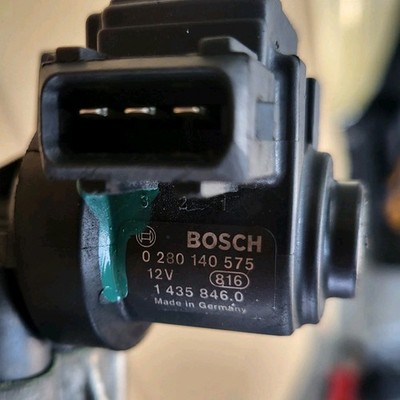 3 2 1
BOSCH
0 280 140 575
12V 816
1 435 846.0
Made in Germany